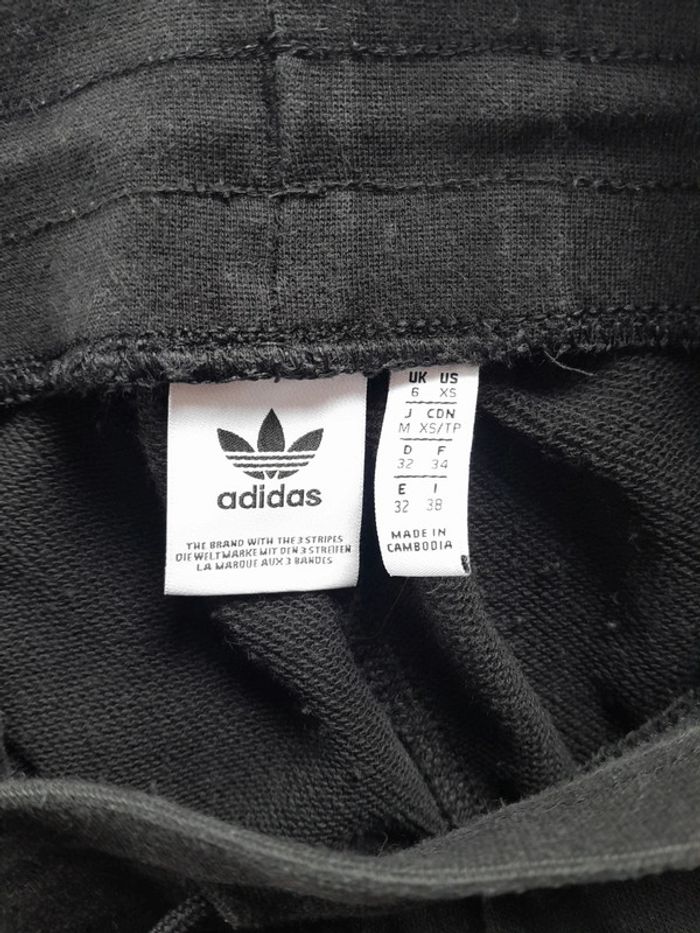 adidas
THE BRAND WITH THE 3 STRIPES
DIE WELTMARKE MIT DEN 3 STREIFEN
LA MARQUE AUX 3 BANDES
UK US
6 XS
J CDN
M XS/TP
D F
32 34
E I
32 38
MADE IN
CAMBODIA